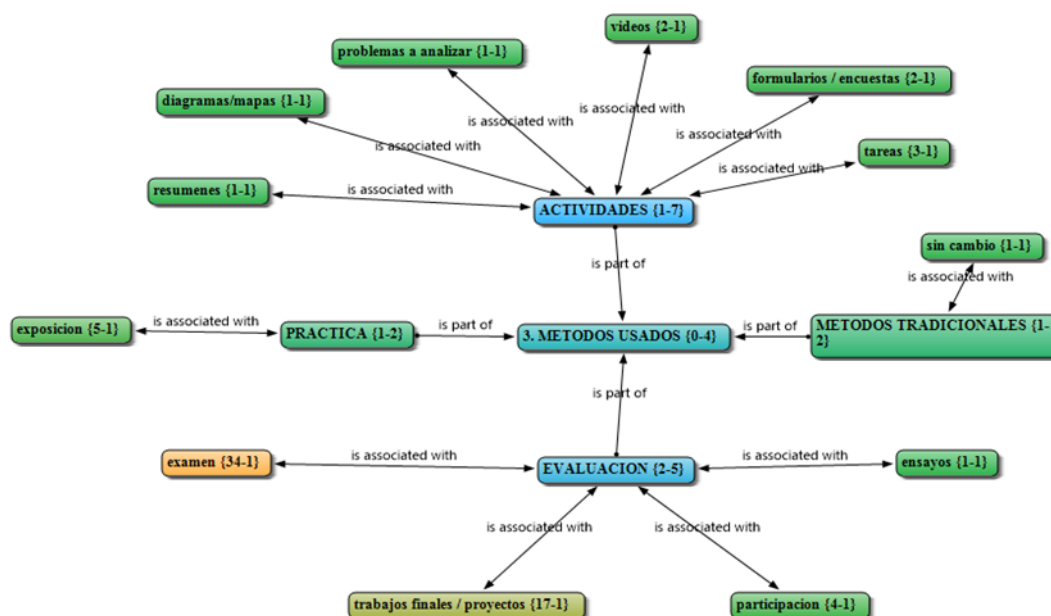 videos {2-1}
problemas a analizar {1-1}
formularios / encuestas {2-1}
diagramas/mapas {1-1}
is associated with
is associated with
is associated with
is associated with
tareas {3-1}
is associated with
resumenes {1-1}
is associated with
ACTIVIDADES {1-7}
sin cambio {1-1}
is part of
is associated with
exposicion {5-1}
is associated with
PRACTICA {1-2}
is part of
3. METODOS USADOS {0-4}
is part of
METODOS TRADICIONALES {1-
2}
is part of
examen {34-1}
is associated with
EVALUACION {2-5}
is associated with
ensayos {1-1}
is associated with
is associated with
trabajos finales / proyectos {17-1}
participacion {4-1}